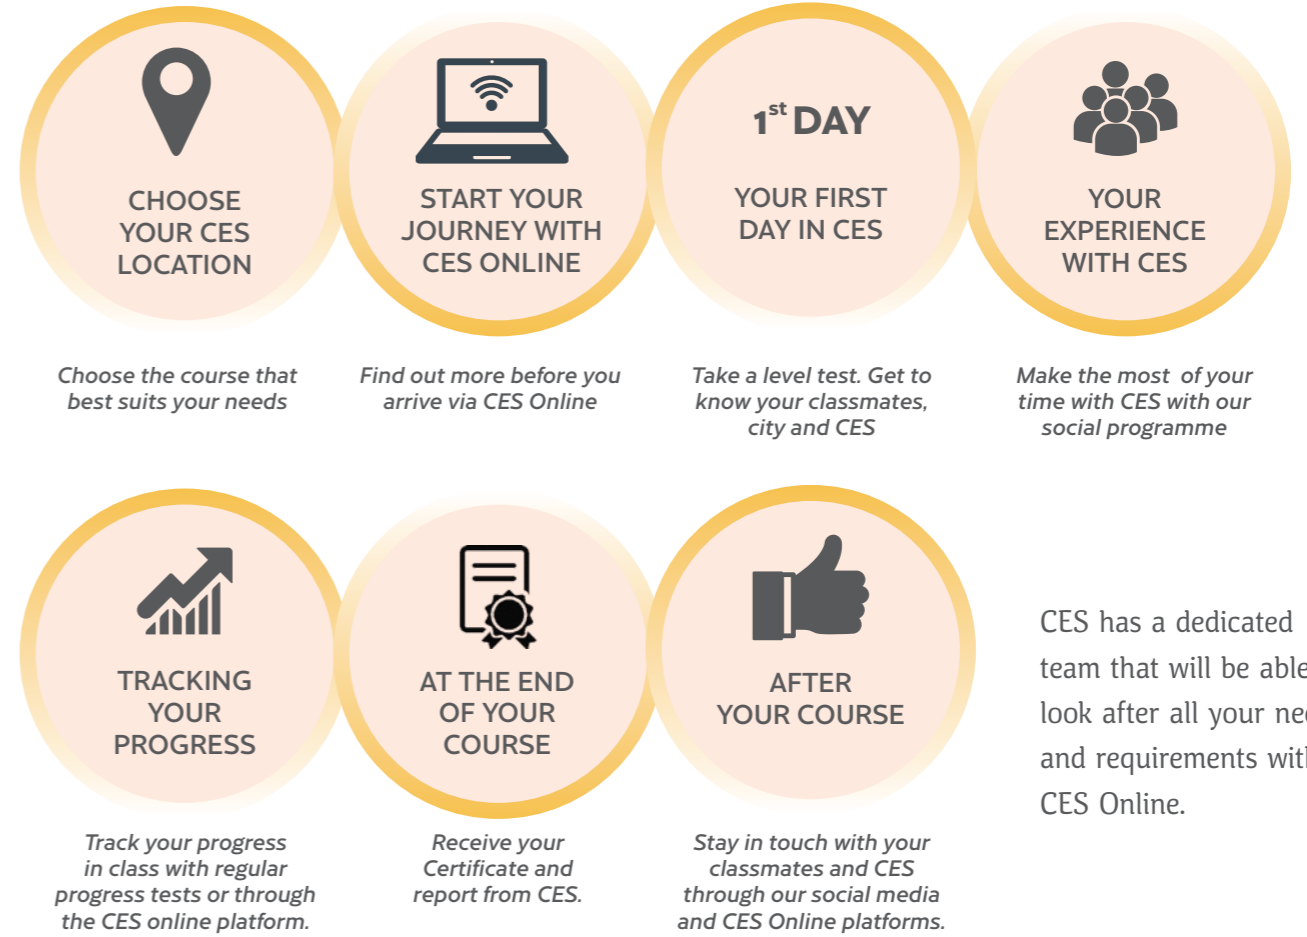 CHOOSE
YOUR CES
LOCATION
Choose the course that
best suits your needs
START YOUR
JOURNEY WITH
CES ONLINE
Find out more before you
arrive via CES Online
1st DAY
YOUR FIRST
DAY IN CES
Take a level test. Get to
know your classmates,
city and CES
YOUR
EXPERIENCE
WITH CES
Make the most of your
time with CES with our
social programme
TRACKING
YOUR
PROGRESS
Track your progress
in class with regular
progress tests or through
the CES online platform.
AT THE END
OF YOUR
COURSE
Receive your
Certificate and
report from CES.
AFTER
YOUR COURSE
Stay in touch with your
classmates and CES
through our social media
and CES Online platforms.
CES has a dedicated
team that will be able
look after all your
and requirements
CES Online.